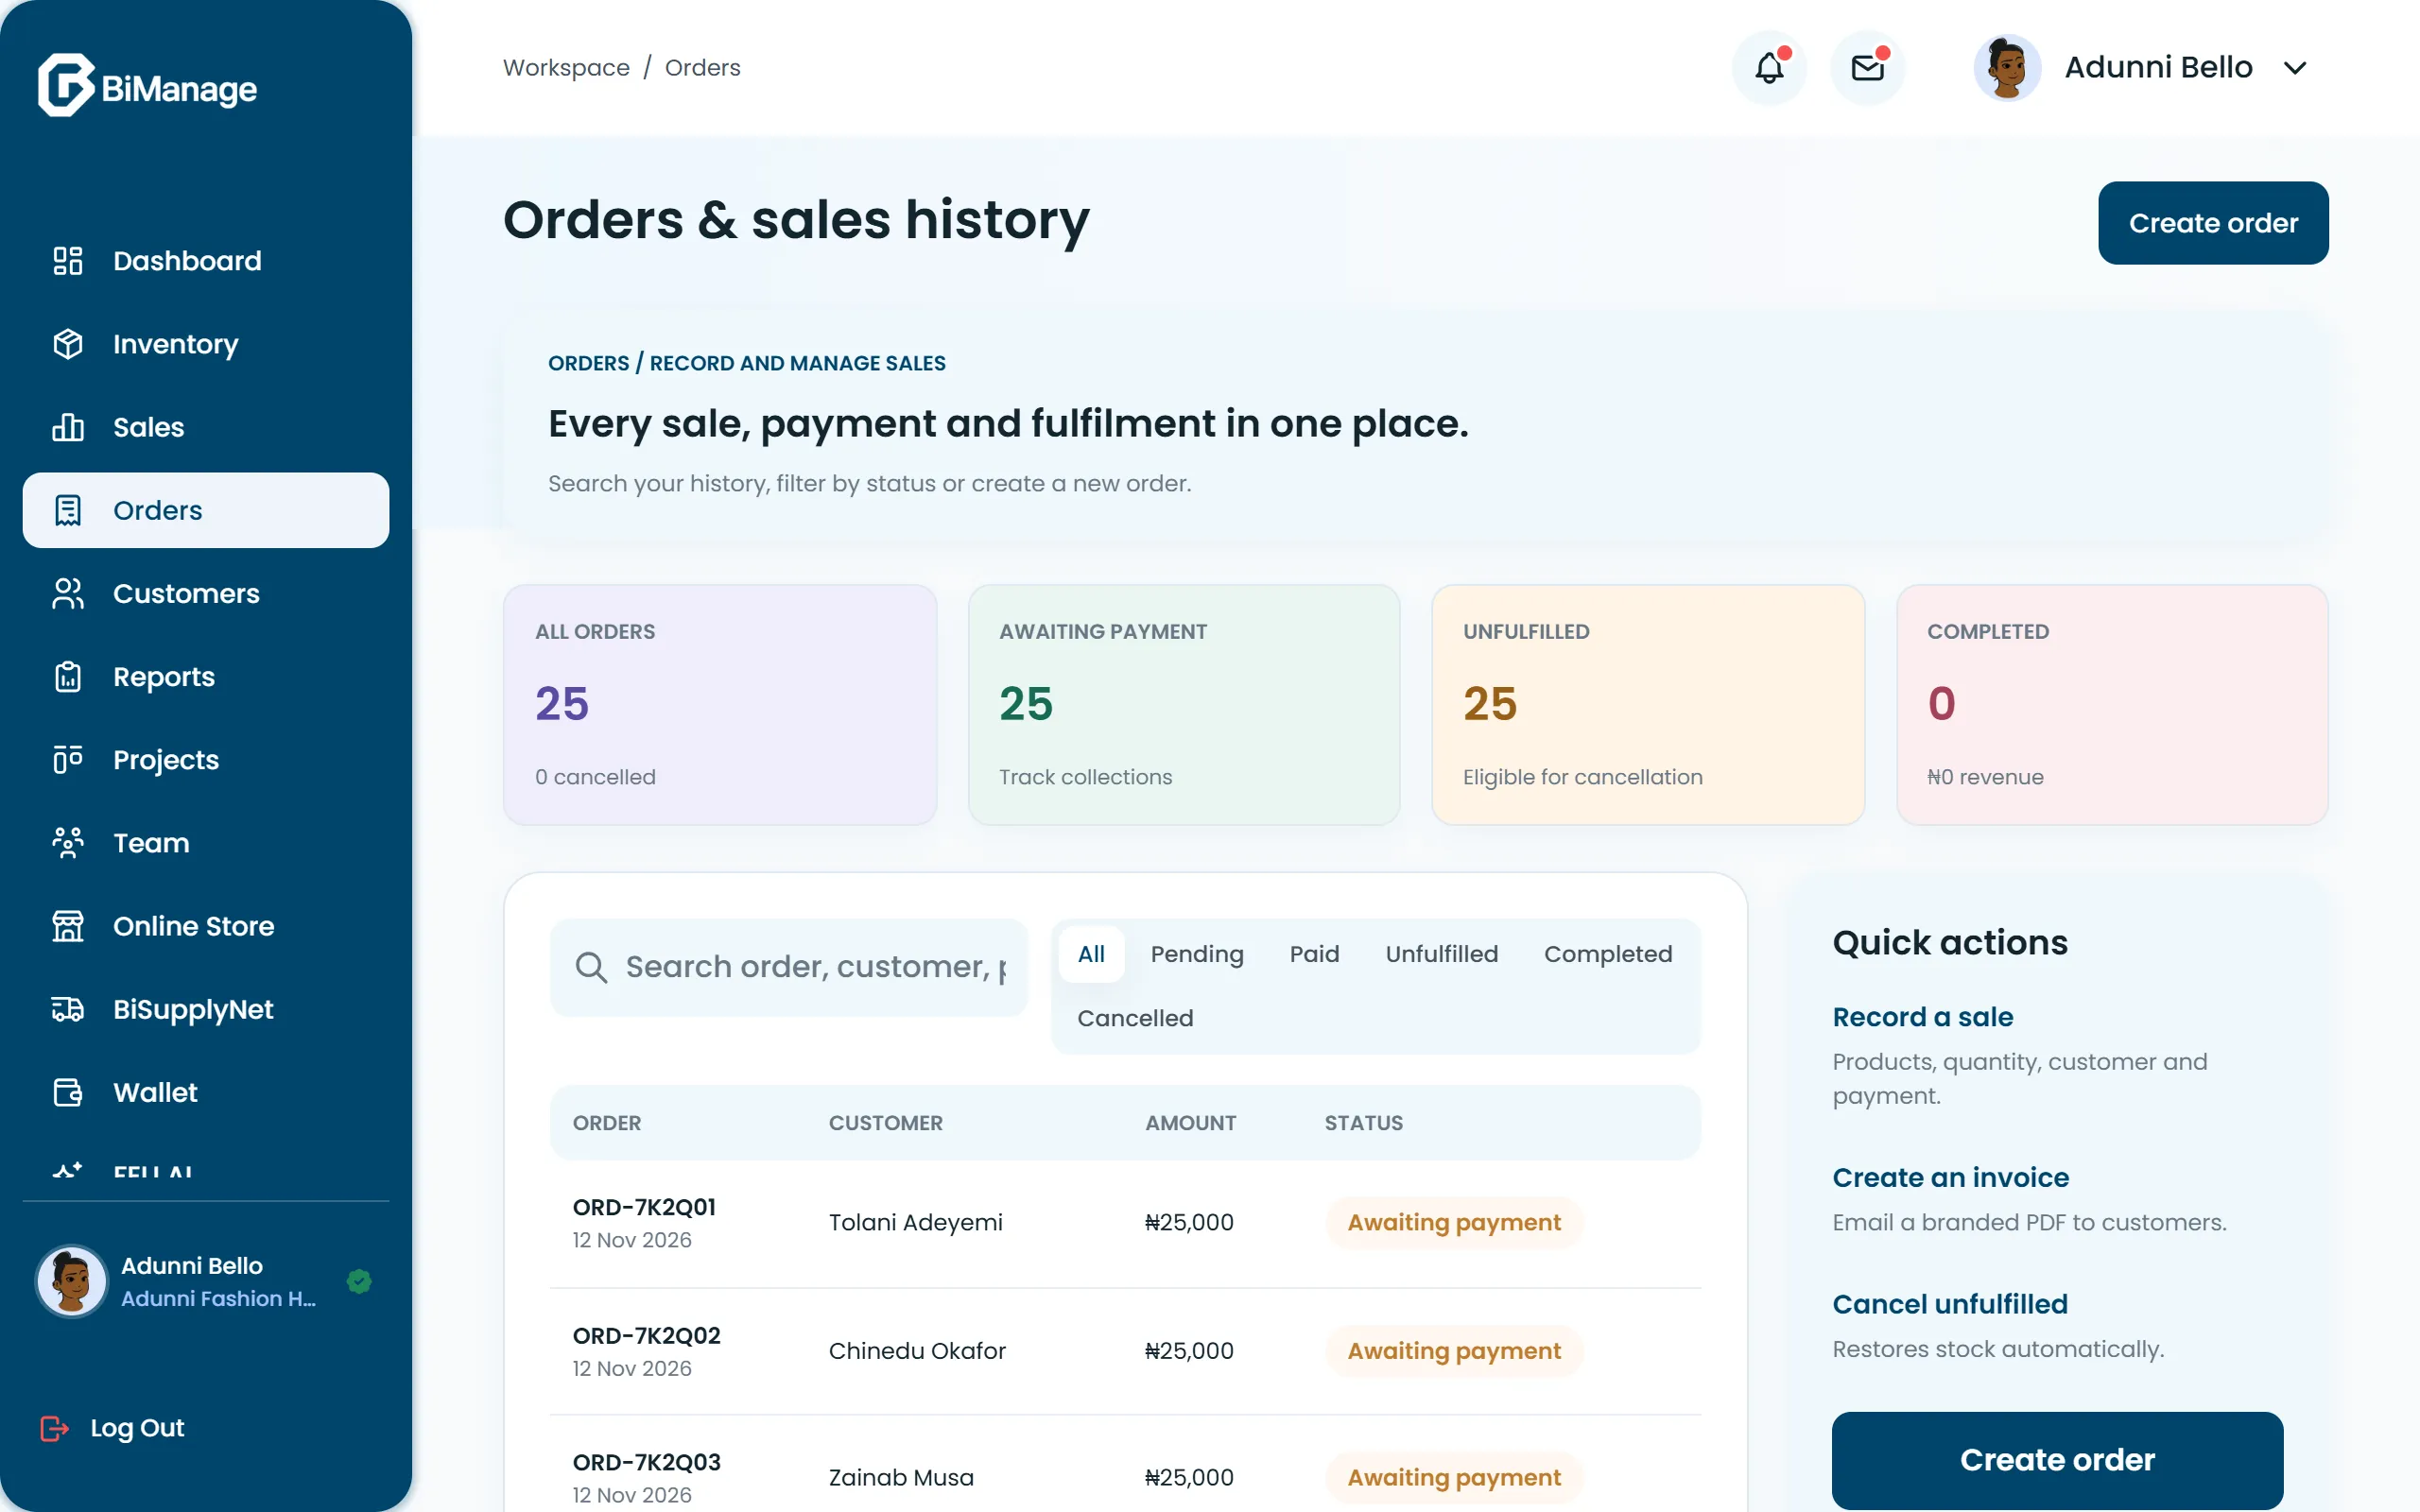 BiManage
Dashboard
Inventory
Sales
Orders
Customers
Reports
Projects
Team
Online Store
BiSupplyNet
Wallet
Adunni Bello
Adunni Fashion H...
Log Out
Workspace / Orders
Adunni Bello
Orders & sales history
Create order
ORDERS / RECORD AND MANAGE SALES
Every sale, payment and fulfilment in one place.
Search your history, filter by status or create a new order.
ALL ORDERS
25
0 cancelled
AWAITING PAYMENT
25
Track collections
UNFULFILLED
25
Eligible for cancellation
COMPLETED
0
₦0 revenue
Search order, customer,
All Pending Paid Unfulfilled Completed
Cancelled
ORDER CUSTOMER AMOUNT STATUS
ORD-7K2Q01
12 Nov 2026
Tolani Adeyemi
₦25,000
Awaiting payment
ORD-7K2Q02
12 Nov 2026
Chinedu Okafor
₦25,000
Awaiting payment
ORD-7K2Q03
12 Nov 2026
Zainab Musa
₦25,000
Awaiting payment
Quick actions
Record a sale
Products, quantity, customer and
payment.
Create an invoice
Email a branded PDF to customers.
Cancel unfulfilled
Restores stock automatically.
Create order